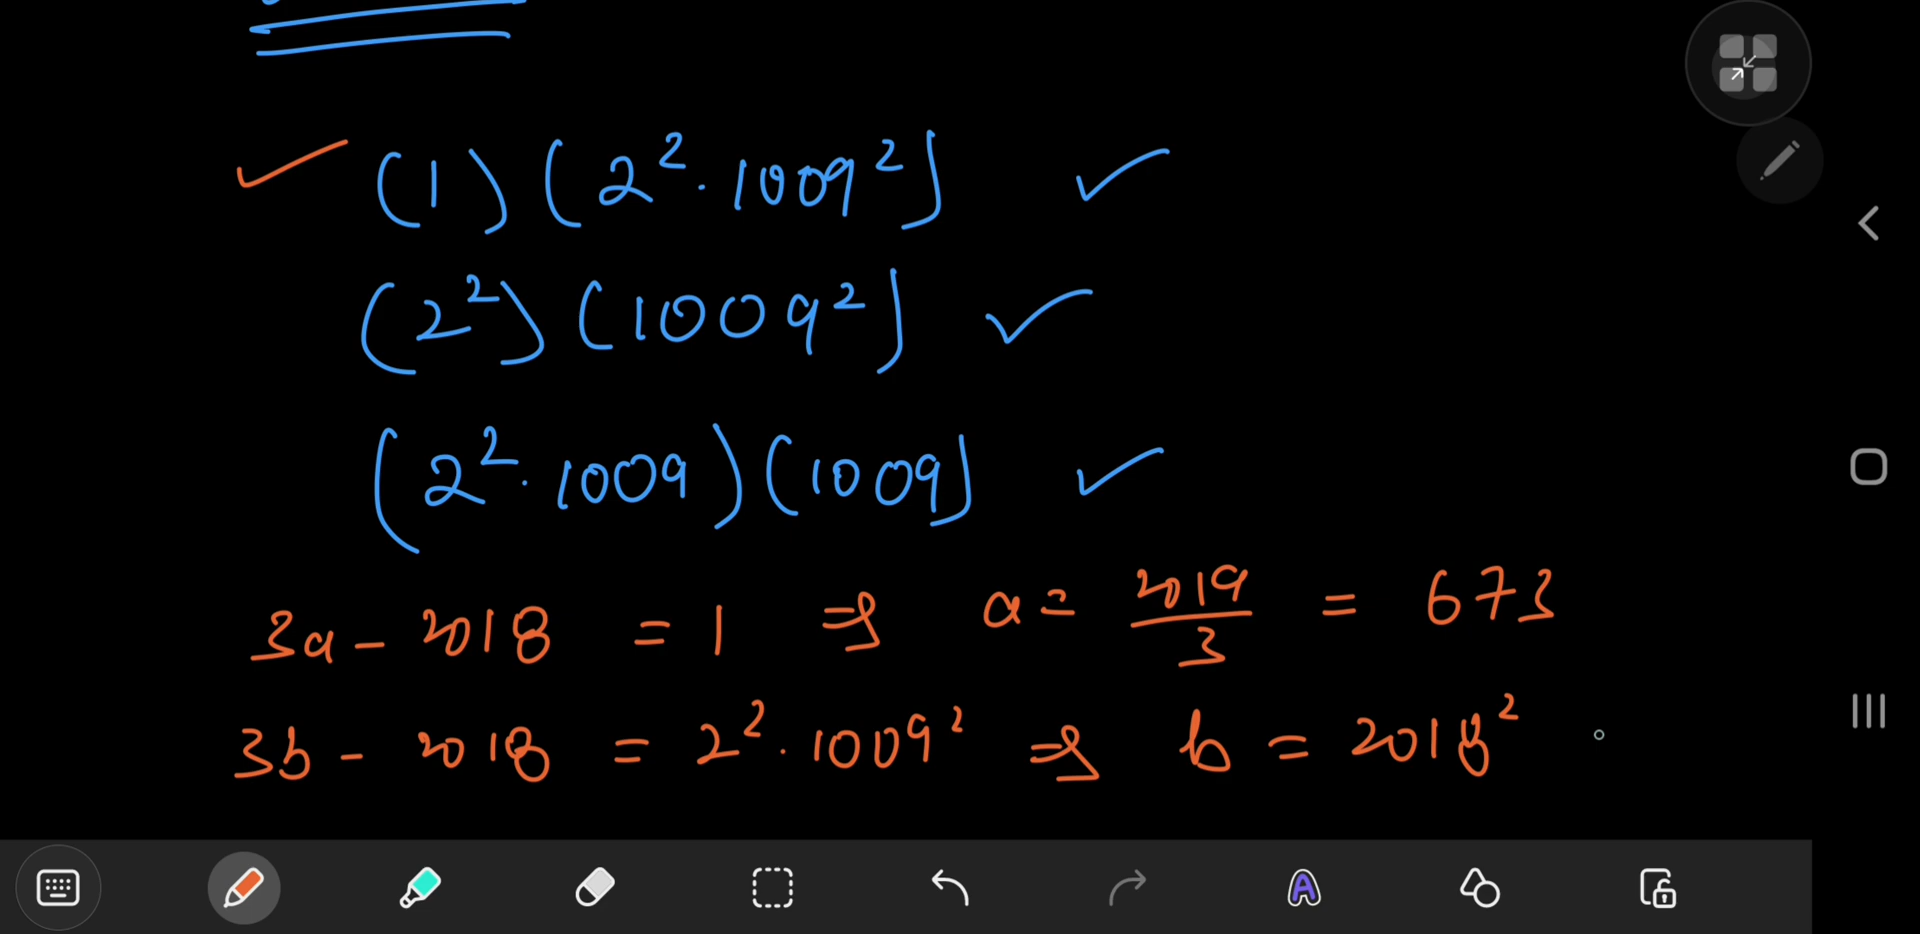 (1) (2² · 1009²)
(2²) (1009²)
(2² · 1009) (1009)
3a - 2018 = 1 ⇒ a = 2019/3 = 673
3b - 2018 = 2² · 1009² ⇒ b = 2018²
A